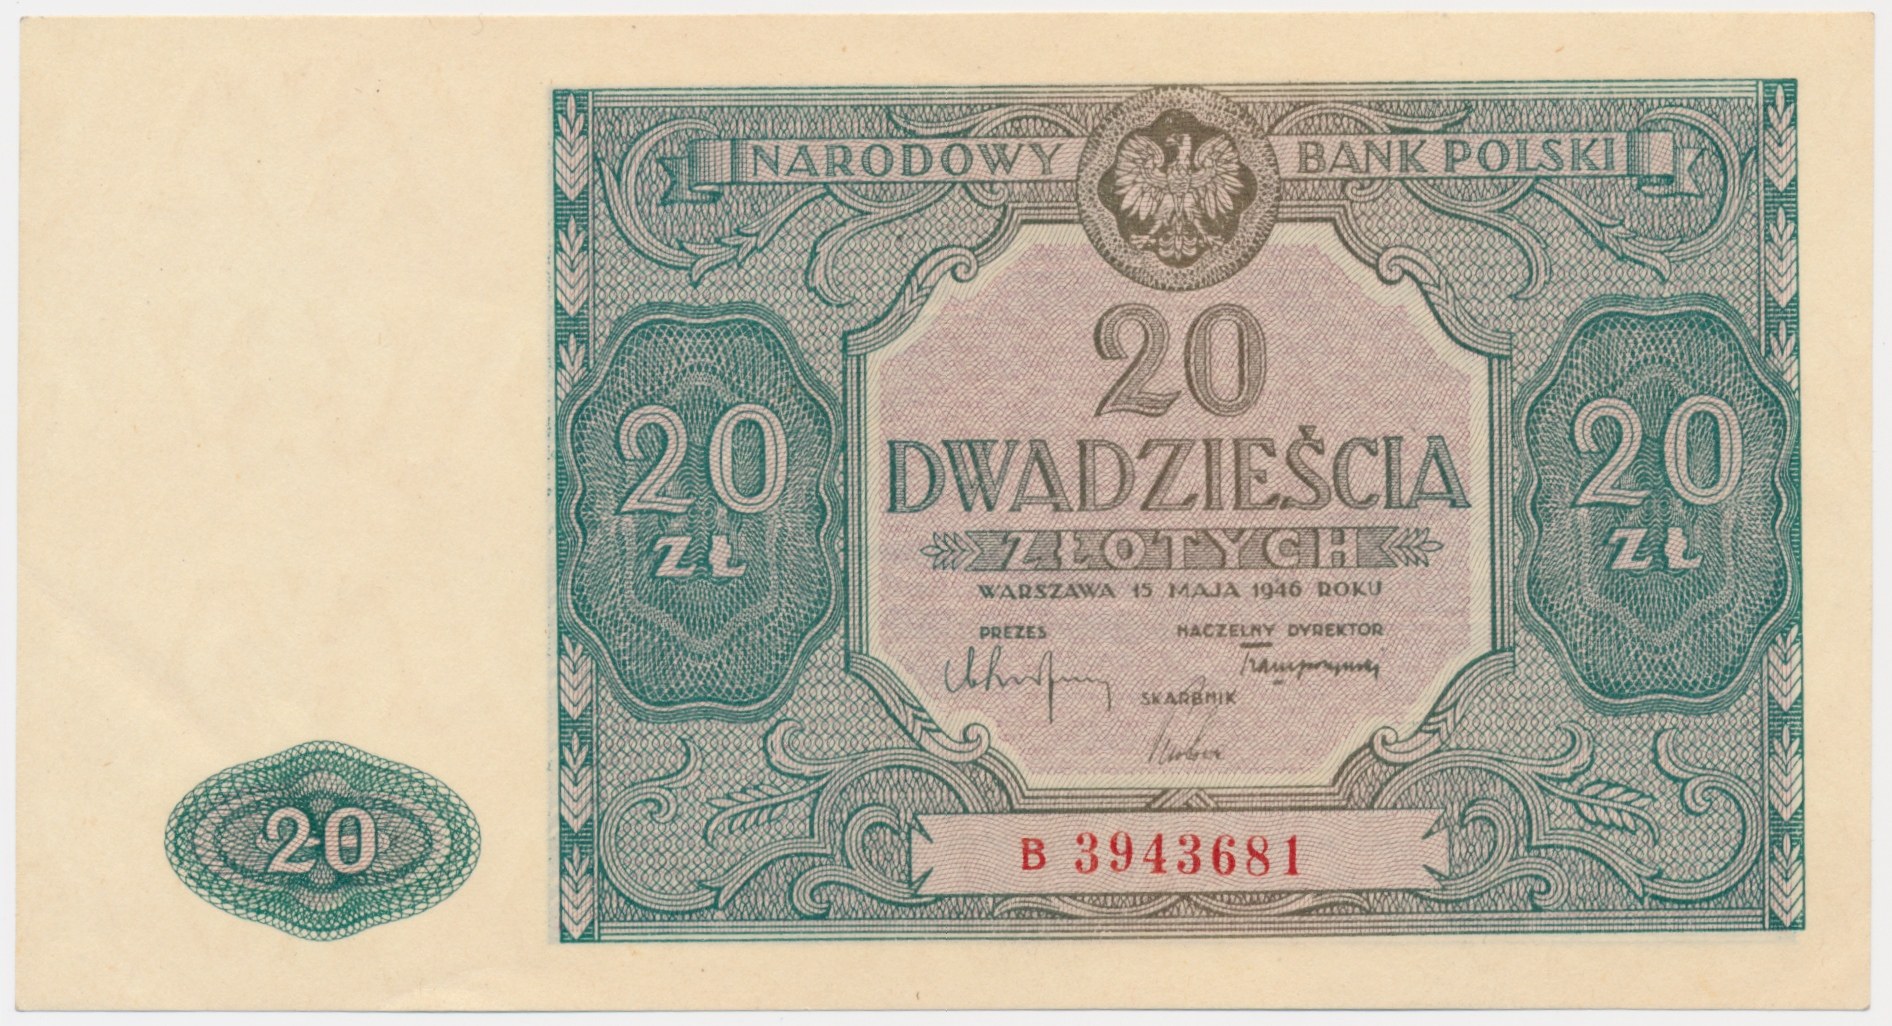 NARODOWY BANK POLSKI
20
DWADZIEŚCIA
ZŁOTYCH
WARSZAWA 15 MAJA 1946 ROKU
PREZES NACZELNY DYREKTOR
SKARBNIK
20 zł
20 zł
20
B 3943681